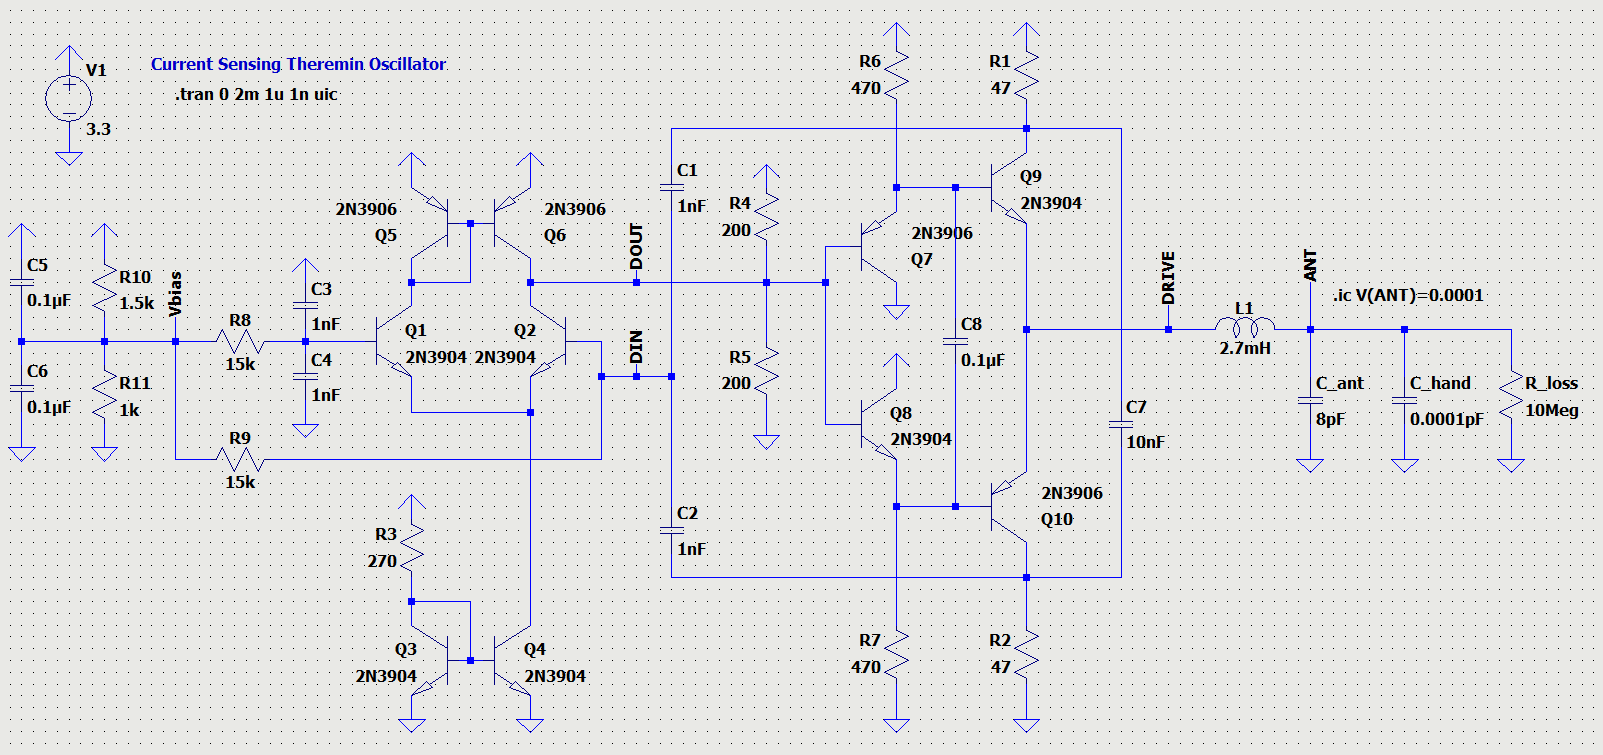 V1
3.3
Current Sensing Theremin Oscillator
.tran 0 2m 1u 1n uic
C5
0.1µF
C6
0.1µF
R10
1.5k
R11
1k
Vbias
R8
15k
R9
15k
C3
1nF
C4
1nF
2N3906
Q5
2N3906
Q6
Q1
2N3904
Q2
2N3904
R3
270
Q3
2N3904
Q4
2N3904
DOUT
DIN
C1
1nF
C2
1nF
R4
200
R5
200
R6
470
R1
47
2N3906
Q7
Q8
2N3904
Q9
2N3904
2N3906
Q10
C8
0.1µF
R7
470
R2
47
C7
10nF
DRIVE
L1
2.7mH
ANT
.ic V(ANT)=0.0001
C_ant
8pF
C_hand
0.0001pF
R_loss
10Meg